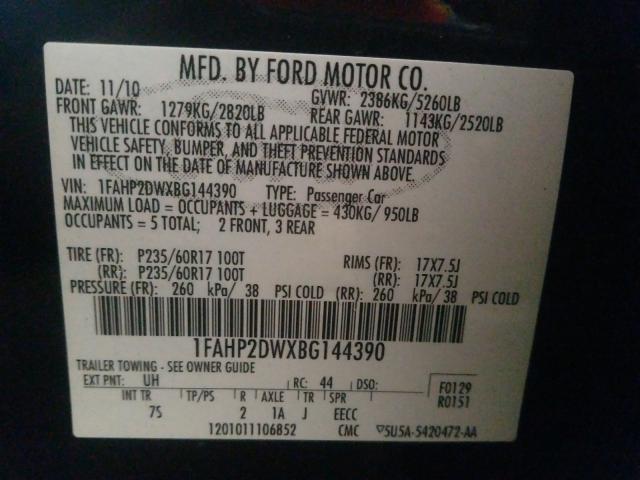 MFD. BY FORD MOTOR CO.
DATE: 11/10 GVWR: 2386KG/5260LB
FRONT GAWR: 1279KG/2820LB REAR GAWR: 1143KG/2520LB
THIS VEHICLE CONFORMS TO ALL APPLICABLE FEDERAL MOTOR
VEHICLE SAFETY, BUMPER, AND THEFT PREVENTION STANDARDS
IN EFFECT ON THE DATE OF MANUFACTURE SHOWN ABOVE.
VIN: 1FAHP2DWXBG144390 TYPE: Passenger Car
MAXIMUM LOAD = OCCUPANTS + LUGGAGE = 430KG/ 950LB
OCCUPANTS = 5 TOTAL; 2 FRONT, 3 REAR
TIRE (FR): P235/60R17 100T RIMS (FR): 17X7.5J
(RR): P235/60R17 100T (RR): 17X7.5J
PRESSURE (FR): 260 kPa/ 38 PSI COLD (RR): 260 kPa/ 38 PSI COLD
1FAHP2DWXBG144390
TRAILER TOWING - SEE OWNER GUIDE
EXT PNT: UH RC: 44 DSO: F0129
INT TR TP/PS R AXLE TR SPR R0151
7S 2 1A J EECC
1201011106852 CMC ▽5U5A-5420472-AA